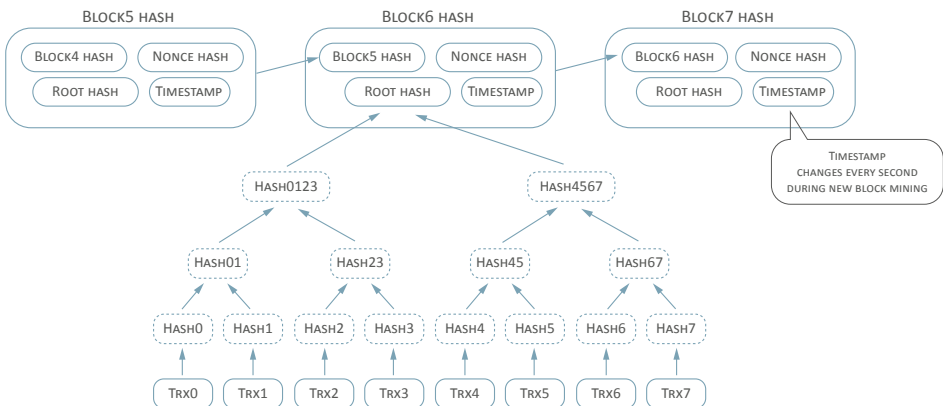 BLOCK5 HASH
BLOCK6 HASH
BLOCK7 HASH
BLOCK4 HASH
NONCE HASH
BLOCK5 HASH
NONCE HASH
BLOCK6 HASH
NONCE HASH
ROOT HASH
TIMESTAMP
ROOT HASH
TIMESTAMP
ROOT HASH
TIMESTAMP
TIMESTAMP
CHANGES EVERY SECOND
DURING NEW BLOCK MINING
HASH0123
HASH4567
HASH01
HASH23
HASH45
HASH67
HASH0
HASH1
HASH2
HASH3
HASH4
HASH5
HASH6
HASH7
TRX0
TRX1
TRX2
TRX3
TRX4
TRX5
TRX6
TRX7